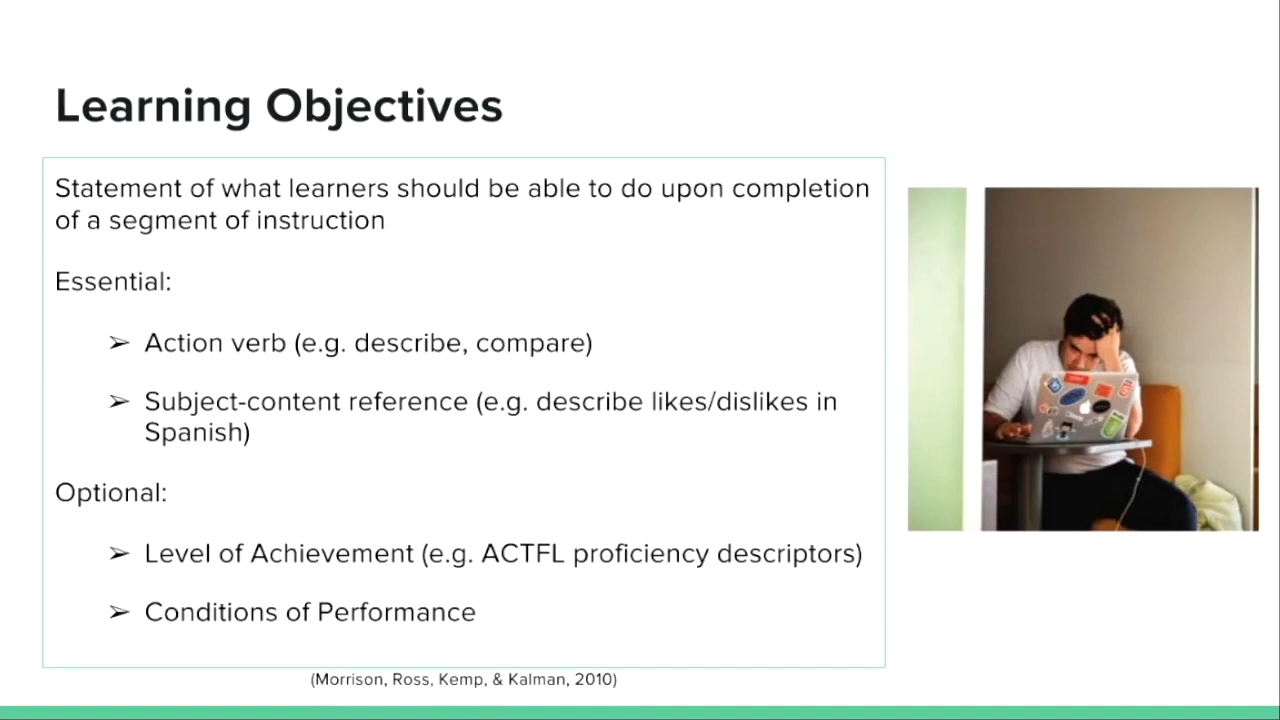 Learning Objectives
Statement of what learners should be able to do upon completion
of a segment of instruction
Essential:
➢ Action verb (e.g. describe, compare)
➢ Subject-content reference (e.g. describe likes/dislikes in
Spanish)
Optional:
➢ Level of Achievement (e.g. ACTFL proficiency descriptors)
➢ Conditions of Performance
(Morrison, Ross, Kemp, & Kalman, 2010)